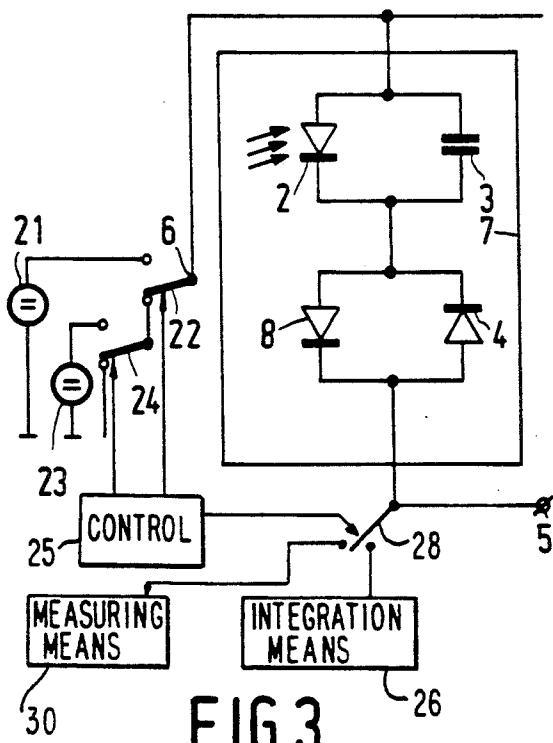 2
3
7
21
6
22
8
4
24
23
CONTROL
25
28
5
MEASURING
MEANS
INTEGRATION
MEANS
30
26
FIG.3